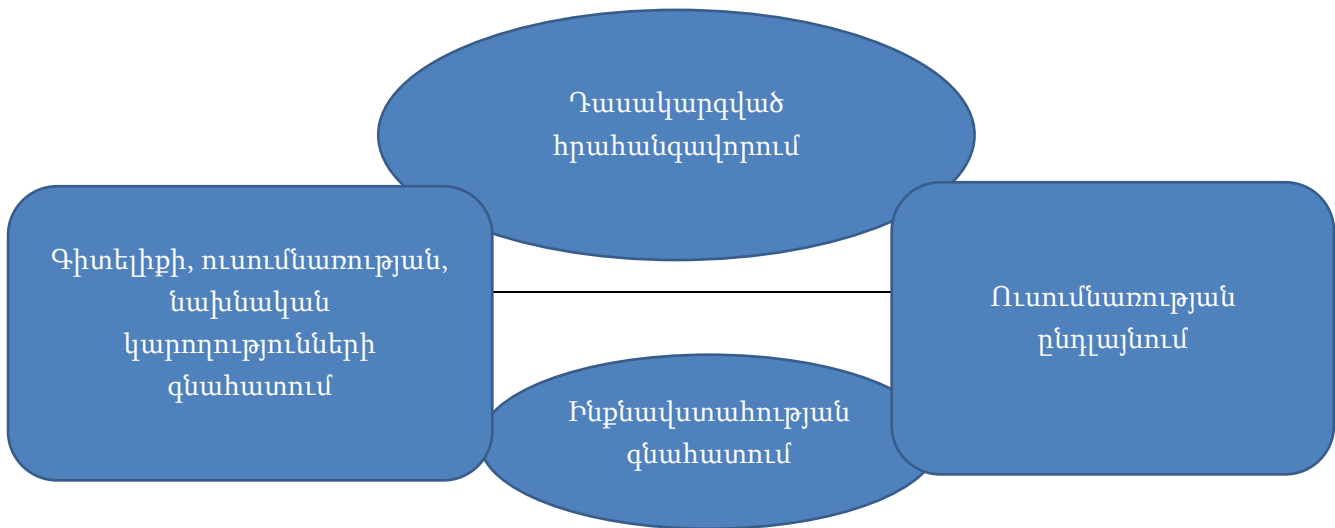 Դասակարգված
հրահանգավորում
Գիտելիքի, ուսումնառության,
նախնական
կարողությունների
գնահատում
Ուսումնառության
ընդլայնում
Ինքնավստահության
գնահատում